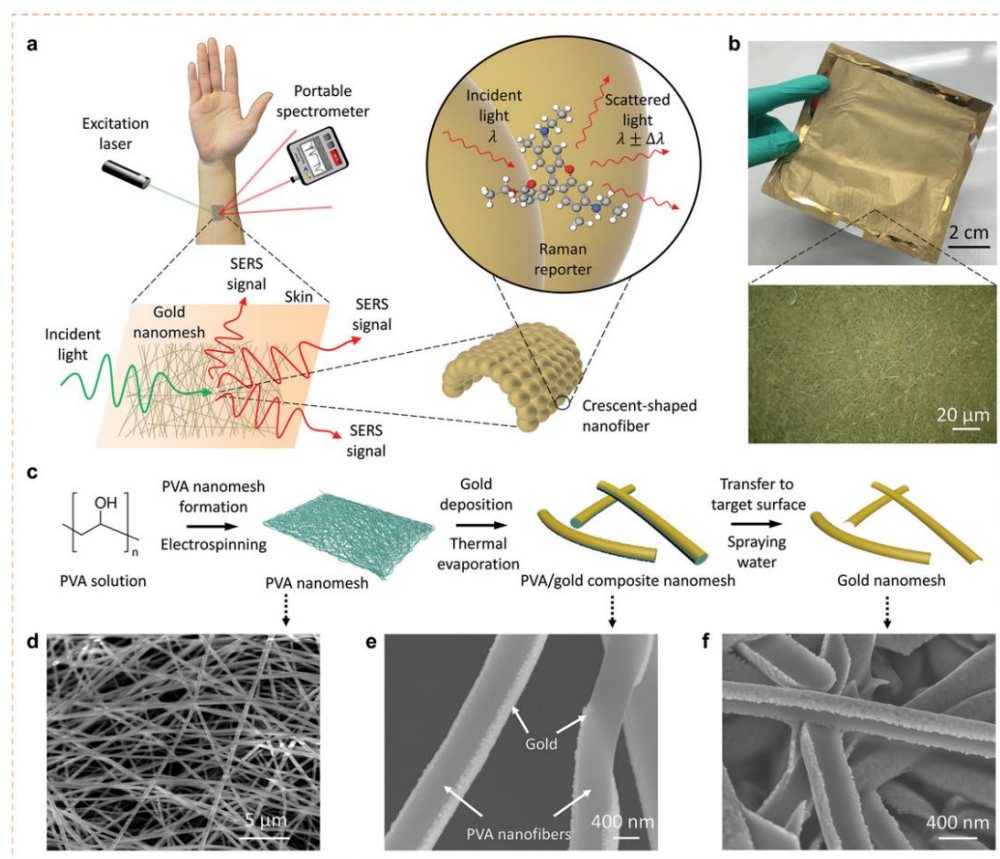 a
Excitation
laser
Portable
spectrometer
Incident
light
λ
Scattered
light
λ ± Δλ
Raman
reporter
SERS
signal
Skin
Gold
nanomesh
SERS
signal
Incident
light
SERS
signal
Crescent-shaped
nanofiber
b
2 cm
20 μm
c
OH
n
PVA solution
PVA nanomesh
formation
Electrospinning
PVA nanomesh
Gold
deposition
Thermal
evaporation
PVA/gold composite nanomesh
Transfer to
target surface
Spraying
water
Gold nanomesh
d
5 μm
e
Gold
PVA nanofibers
400 nm
f
400 nm